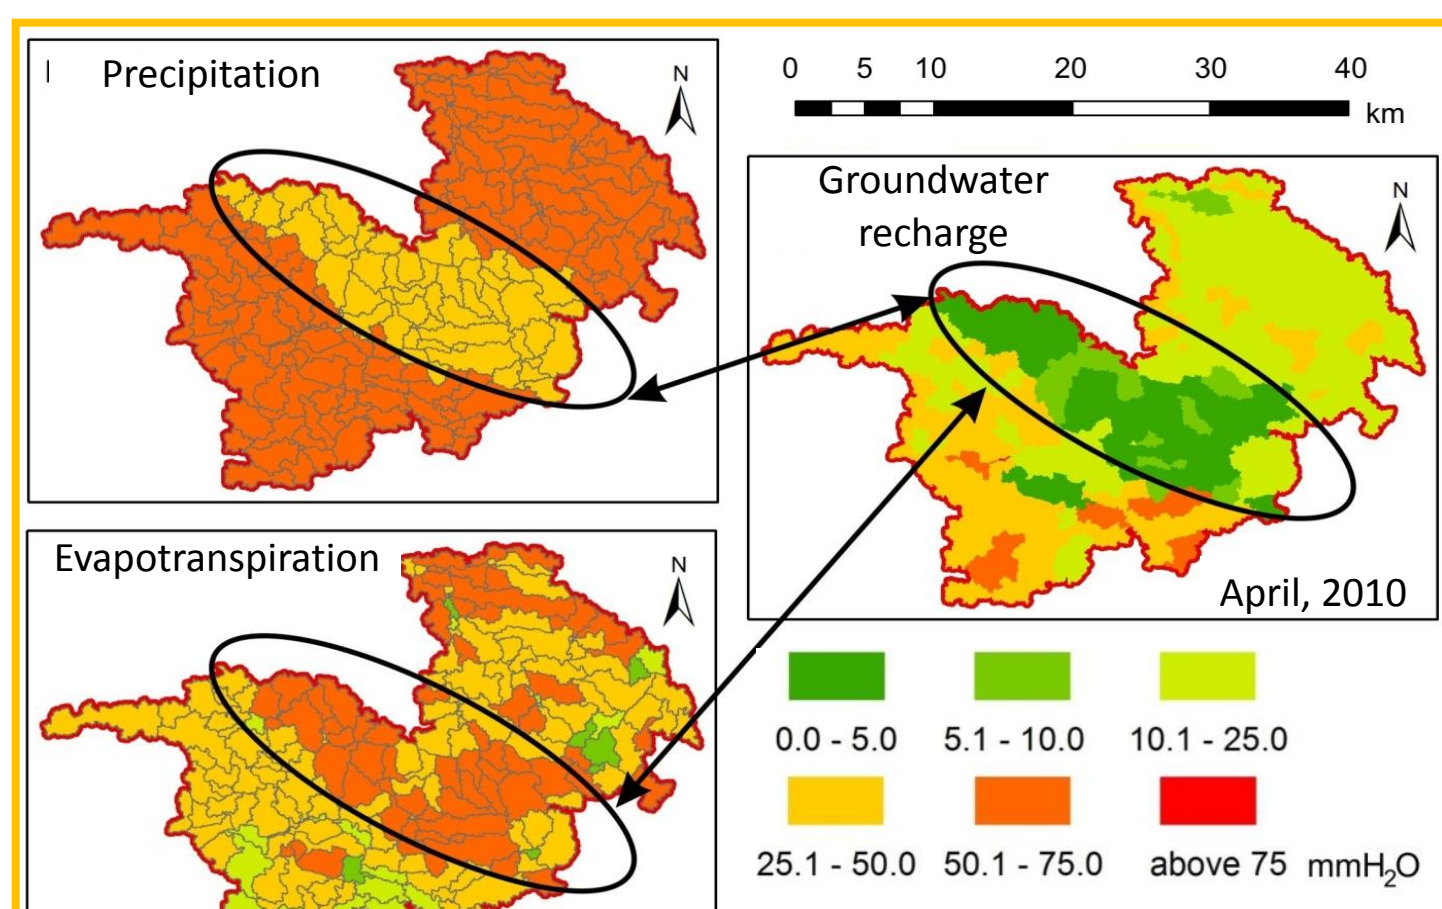 Precipitation
N
0 5 10 20 30 40
km
Groundwater
recharge
N
April, 2010
Evapotranspiration
N
0.0 - 5.0 5.1 - 10.0 10.1 - 25.0
25.1 - 50.0 50.1 - 75.0 above 75 mmH₂O